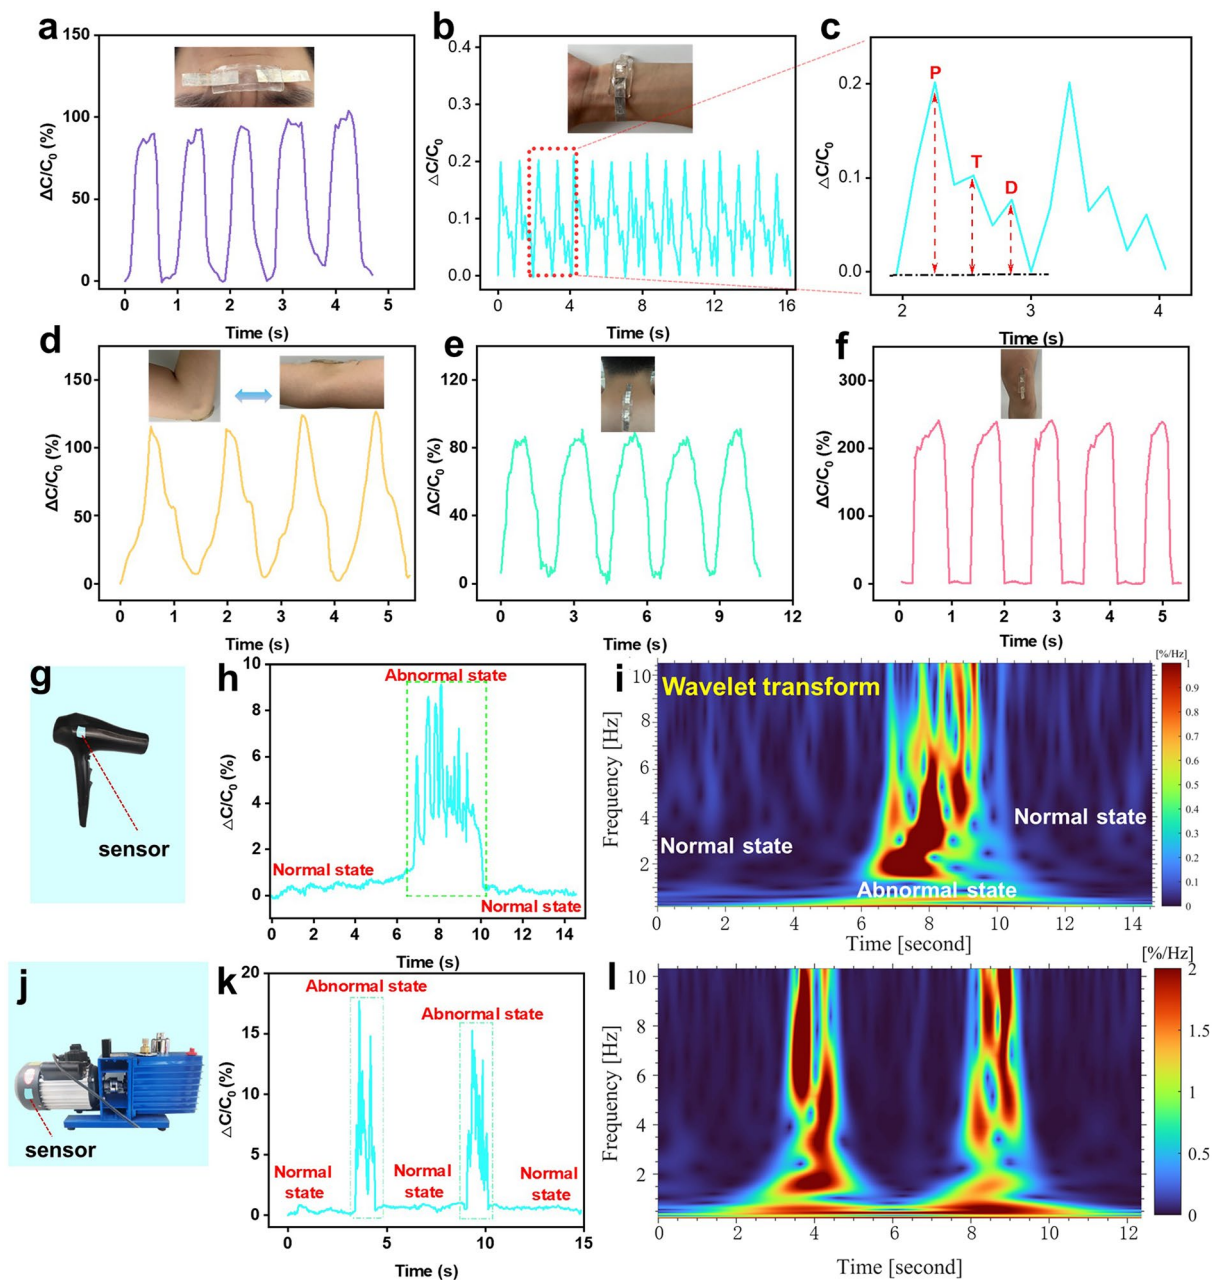 a
150
100
50
0
ΔC/C0 (%)
0 1 2 3 4 5
Time (s)
b
0.4
0.3
0.2
0.1
0.0
△C/C0
0 4 8 12 16
Time (s)
c
0.2
0.1
0.0
△C/C0
P
T
D
2 3 4
Time (s)
d
150
100
50
0
ΔC/C0 (%)
0 1 2 3 4 5
Time (s)
e
120
80
40
0
ΔC/C0 (%)
0 3 6 9 12
Time (s)
f
300
200
100
0
ΔC/C0 (%)
0 1 2 3 4 5
Time (s)
g
sensor
h
10
8
6
4
2
0
△C/C0 (%)
Abnormal state
Normal state
Normal state
0 2 4 6 8 10 12 14
Time (s)
i
Wavelet transform
10
8
6
4
2
Frequency [Hz]
Normal state
Normal state
Abnormal state
0 2 4 6 8 10 12 14
Time [second]
[%/Hz]
1
0.9
0.8
0.7
0.6
0.5
0.4
0.3
0.2
0.1
0
j
sensor
k
20
15
10
5
0
△C/C0 (%)
Abnormal state
Abnormal state
Normal
state
Normal
state
Normal
state
0 5 10 15
Time (s)
l
10
8
6
4
2
Frequency [Hz]
0 2 4 6 8 10 12
Time [second]
[%/Hz]
2
1.5
1
0.5
0